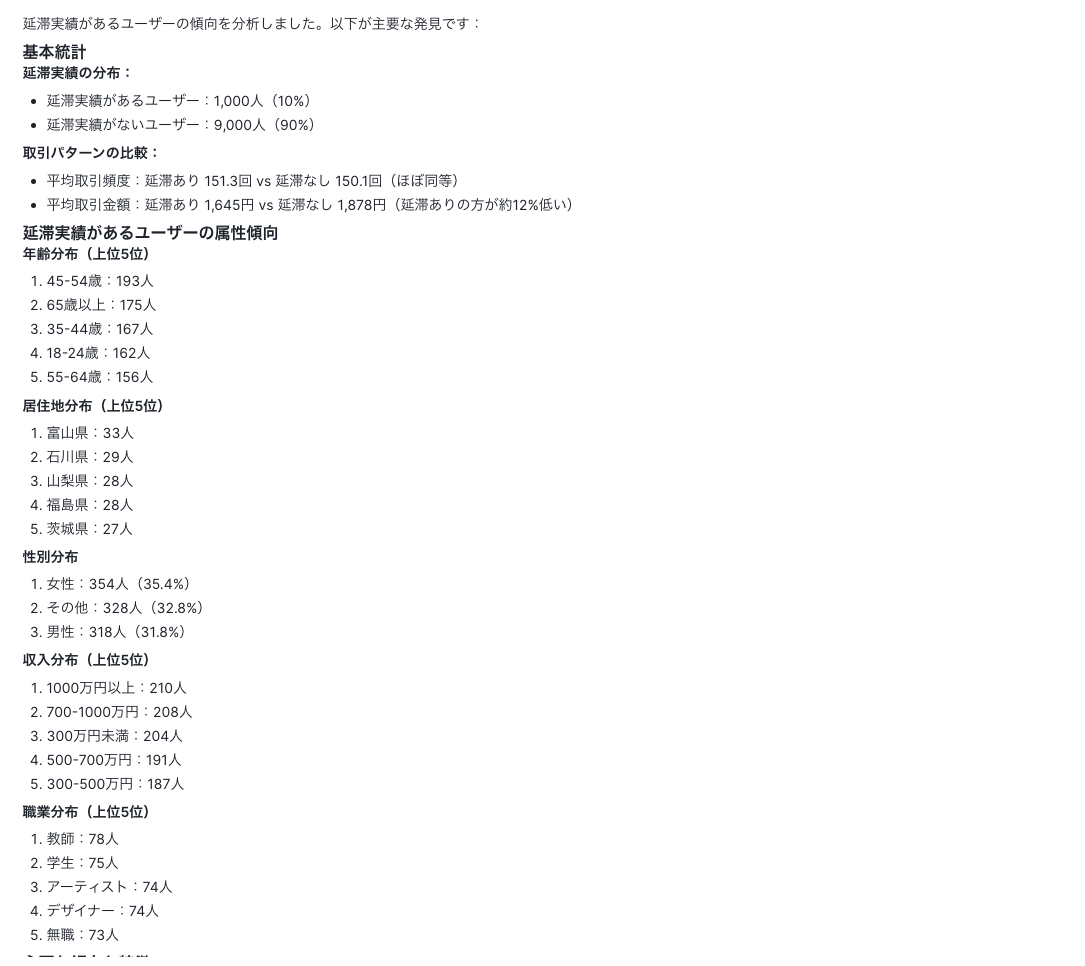 延滞実績があるユーザーの傾向を分析しました。以下が主要な発見です：
基本統計
延滞実績の分布：
• 延滞実績があるユーザー：1,000人（10%）
• 延滞実績がないユーザー：9,000人（90%）
取引パターンの比較：
• 平均取引頻度：延滞あり 151.3回 vs 延滞なし 150.1回（ほぼ同等）
• 平均取引金額：延滞あり 1,645円 vs 延滞なし 1,878円（延滞ありの方が約12%低い）
延滞実績があるユーザーの属性傾向
年齢分布（上位5位）
1. 45-54歳：193人
2. 65歳以上：175人
3. 35-44歳：167人
4. 18-24歳：162人
5. 55-64歳：156人
居住地分布（上位5位）
1. 富山県：33人
2. 石川県：29人
3. 山梨県：28人
4. 福島県：28人
5. 茨城県：27人
性別分布
1. 女性：354人（35.4%）
2. その他：328人（32.8%）
3. 男性：318人（31.8%）
収入分布（上位5位）
1. 1000万円以上：210人
2. 700-1000万円：208人
3. 300万円未満：204人
4. 500-700万円：191人
5. 300-500万円：187人
職業分布（上位5位）
1. 教師：78人
2. 学生：75人
3. アーティスト：74人
4. デザイナー：74人
5. 無職：73人